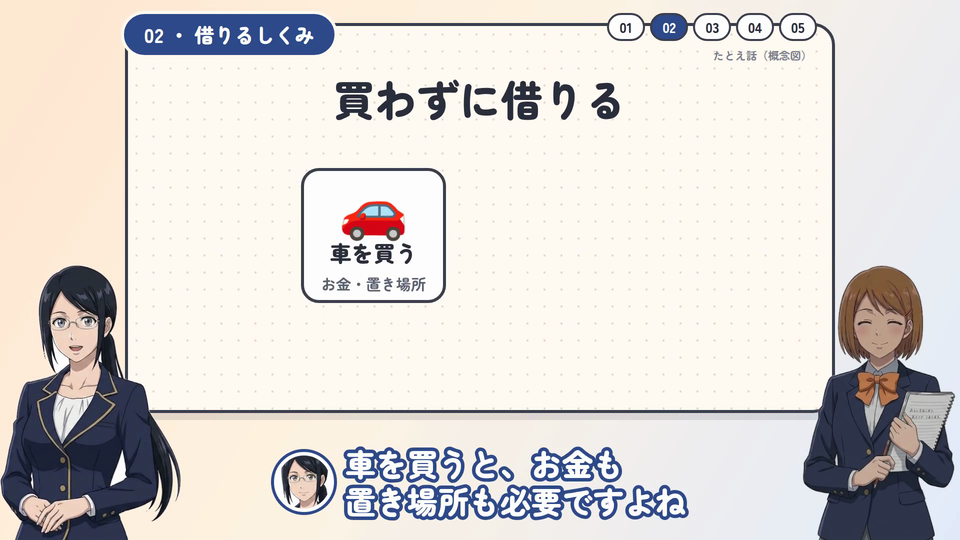 02 ・ 借りるしくみ
01 02 03 04 05
たとえ話（概念図）
買わずに借りる
車を買う
お金・置き場所
車を買うと、お金も
置き場所も必要ですよね